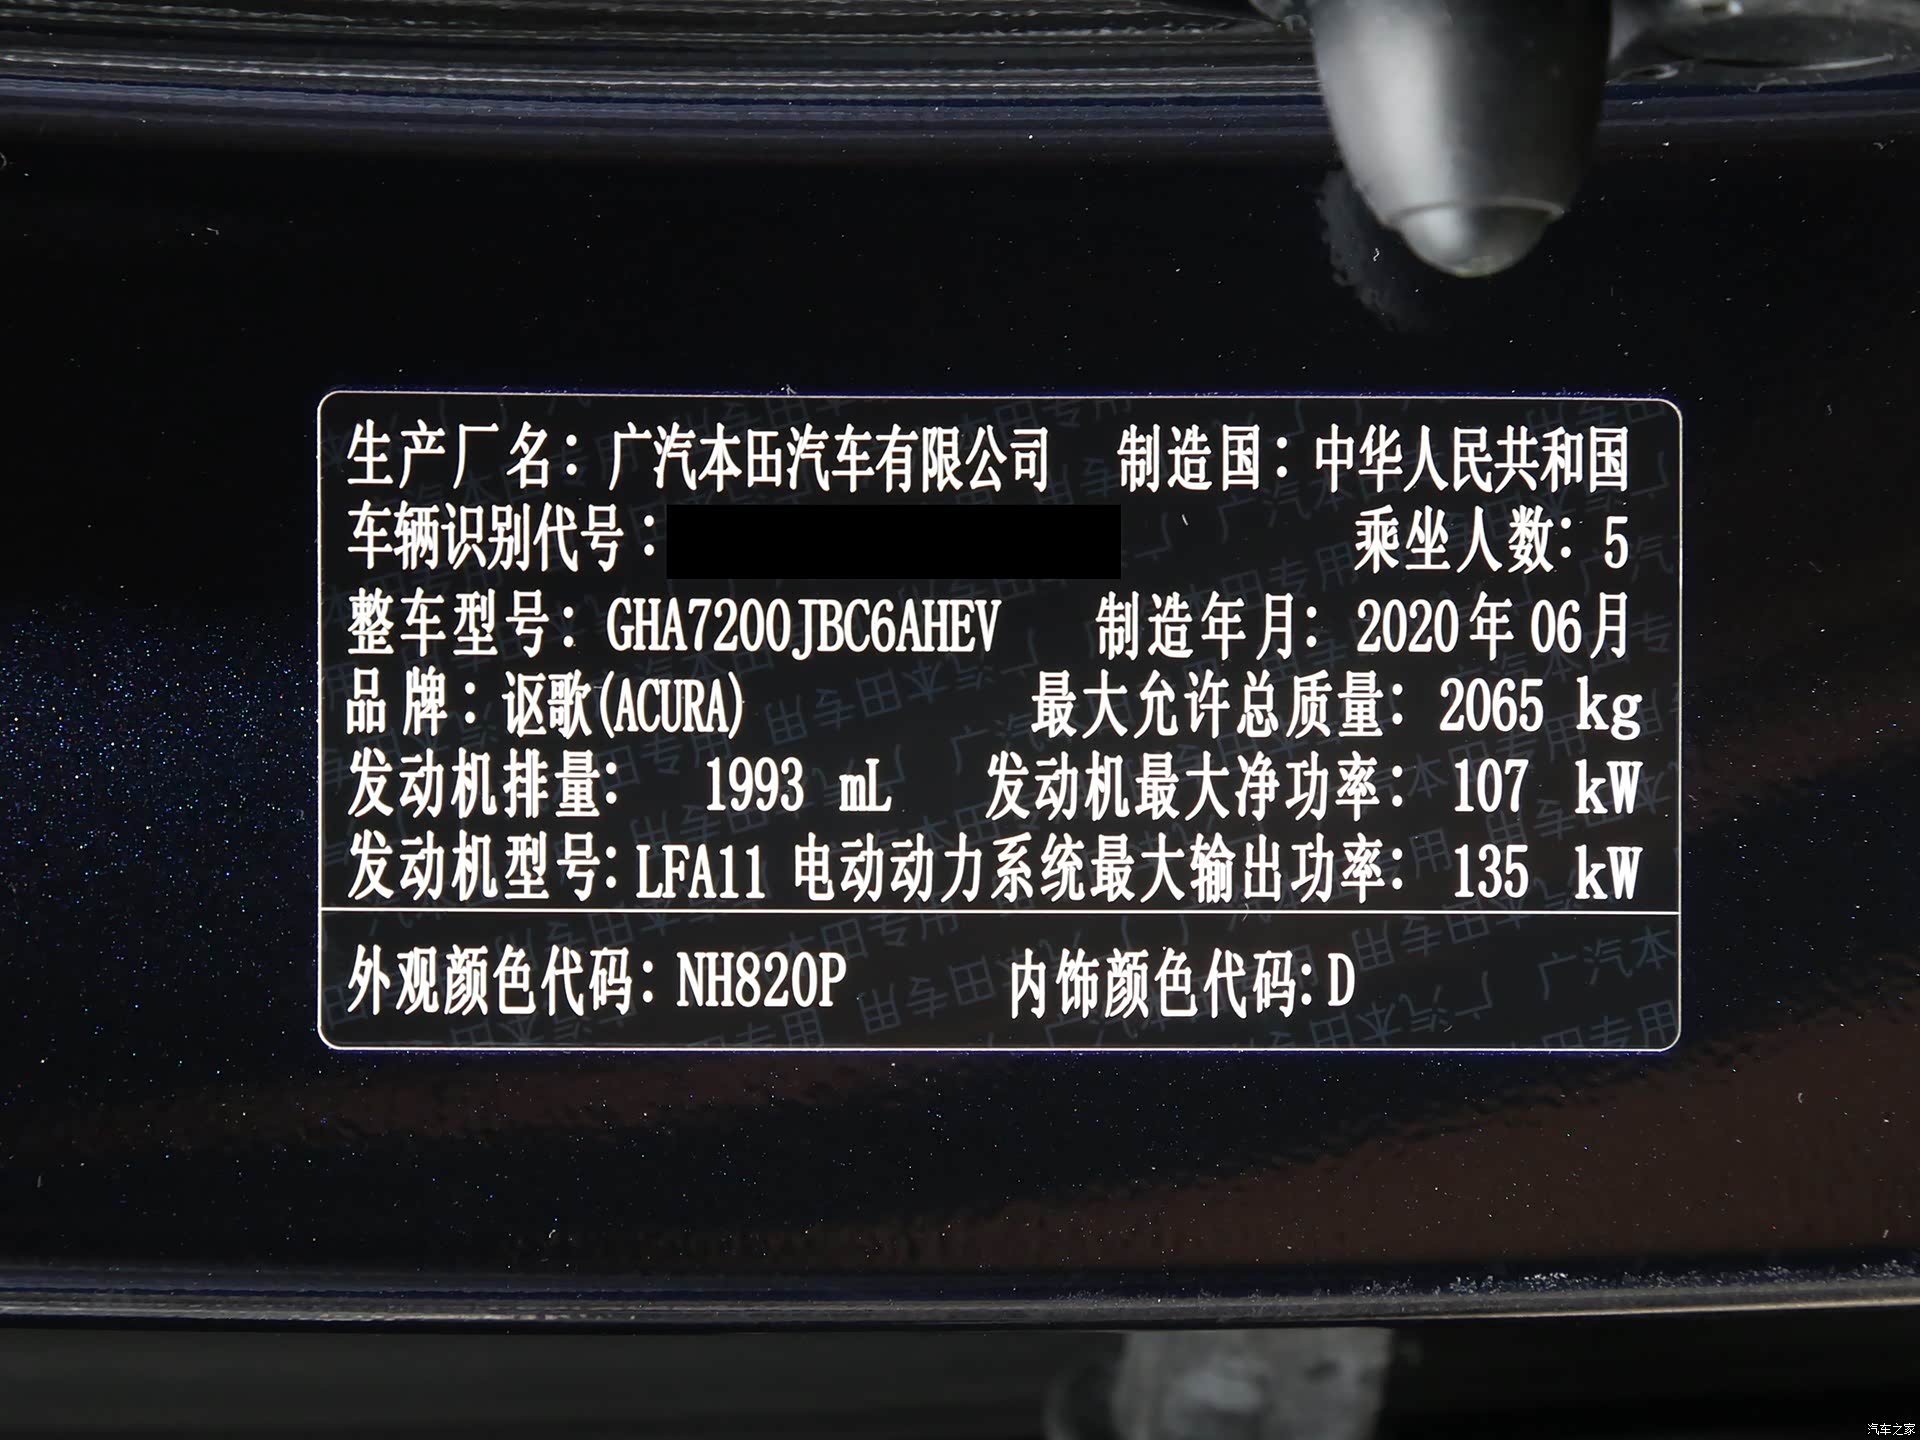 生产厂名：广汽本田汽车有限公司 制造国：中华人民共和国
车辆识别代号： 乘坐人数：5
整车型号：GHA7200JBC6AHEV 制造年月：2020年06月
品牌：讴歌(ACURA) 最大允许总质量：2065 kg
发动机排量： 1993 mL 发动机最大净功率： 107 kW
发动机型号：LFA11 电动动力系统最大输出功率： 135 kW
外观颜色代码：NH820P 内饰颜色代码：D
汽车之家